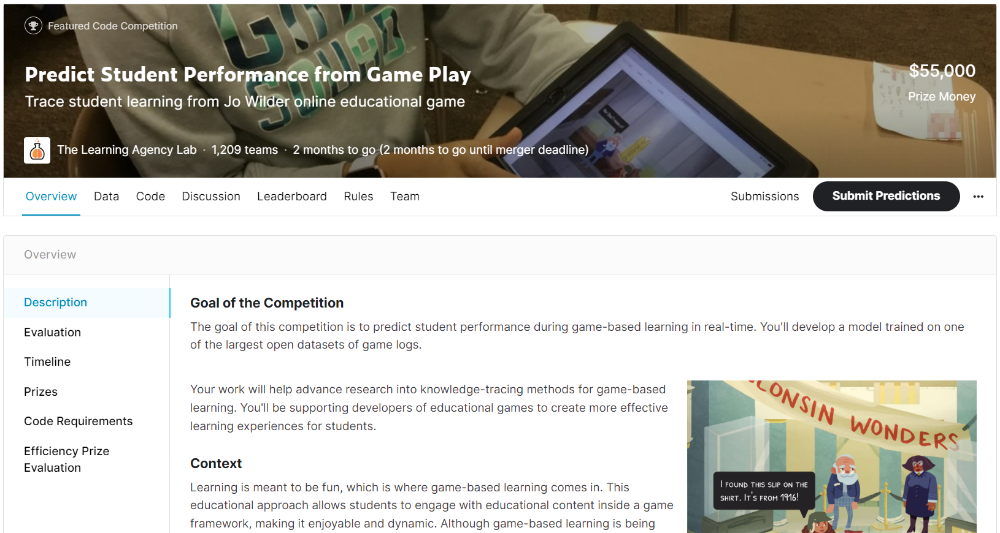 Featured Code Competition
Predict Student Performance from Game Play
Trace student learning from Jo Wilder online educational game
$55,000
Prize Money
The Learning Agency Lab · 1,209 teams · 2 months to go (2 months to go until merger deadline)
Overview Data Code Discussion Leaderboard Rules Team Submissions Submit Predictions ...
Overview
Description
Evaluation
Timeline
Prizes
Code Requirements
Efficiency Prize
Evaluation
Goal of the Competition
The goal of this competition is to predict student performance during game-based learning in real-time. You'll develop a model trained on one
of the largest open datasets of game logs.
Your work will help advance research into knowledge-tracing methods for game-based
learning. You'll be supporting developers of educational games to create more effective
learning experiences for students.
Context
Learning is meant to be fun, which is where game-based learning comes in. This
educational approach allows students to engage with educational content inside a game
framework, making it enjoyable and dynamic. Although game-based learning is being
CONSIN WONDERS
I FOUND THIS SLIP ON THE
SHIRT. IT'S FROM 1916!